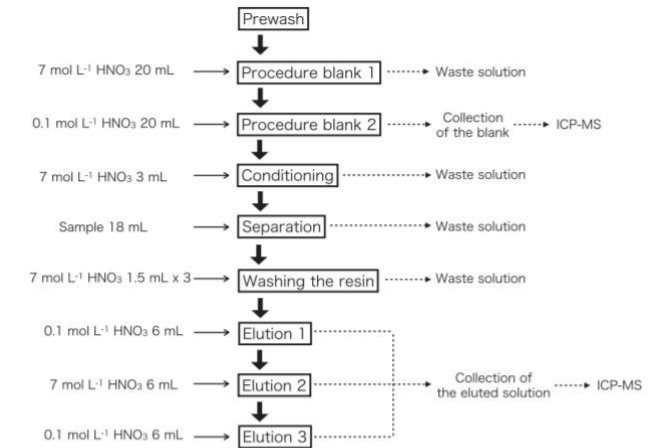 Prewash
7 mol L-¹ HNO₃ 20 mL
Procedure blank 1
Waste solution
0.1 mol L-¹ HNO₃ 20 mL
Procedure blank 2
Collection
of the blank
ICP-MS
7 mol L-¹ HNO₃ 3 mL
Conditioning
Waste solution
Sample 18 mL
Separation
Waste solution
7 mol L-¹ HNO₃ 1.5 mL x 3
Washing the resin
Waste solution
0.1 mol L-¹ HNO₃ 6 mL
Elution 1
7 mol L-¹ HNO₃ 6 mL
Elution 2
Collection of
the eluted solution
ICP-MS
0.1 mol L-¹ HNO₃ 6 mL
Elution 3